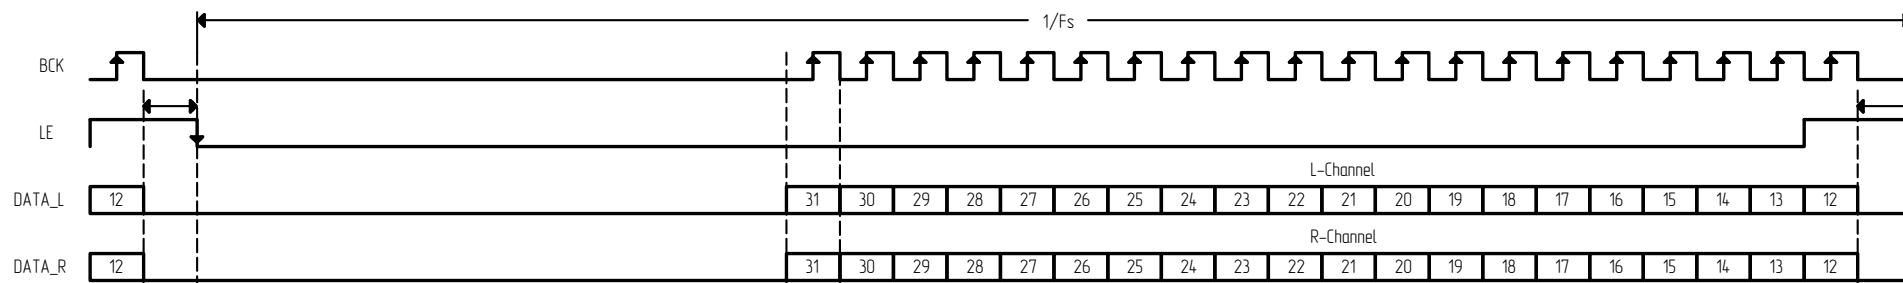 1/Fs
BCK
LE
L-Channel
DATA_L 12 31 30 29 28 27 26 25 24 23 22 21 20 19 18 17 16 15 14 13 12
R-Channel
DATA_R 12 31 30 29 28 27 26 25 24 23 22 21 20 19 18 17 16 15 14 13 12